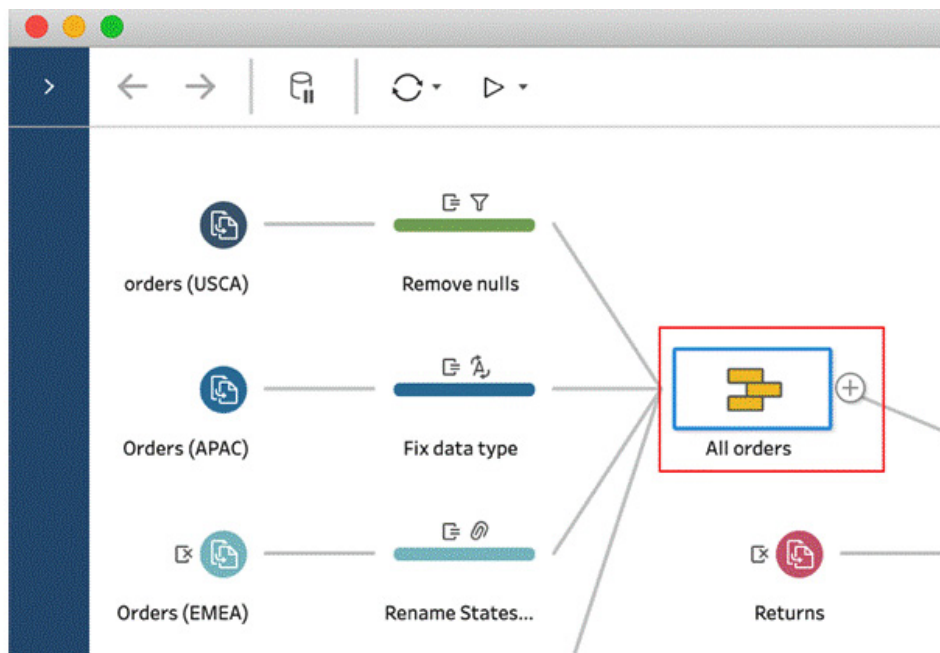 orders (USCA)
Remove nulls
Orders (APAC)
Fix data type
All orders
Orders (EMEA)
Rename States...
Returns